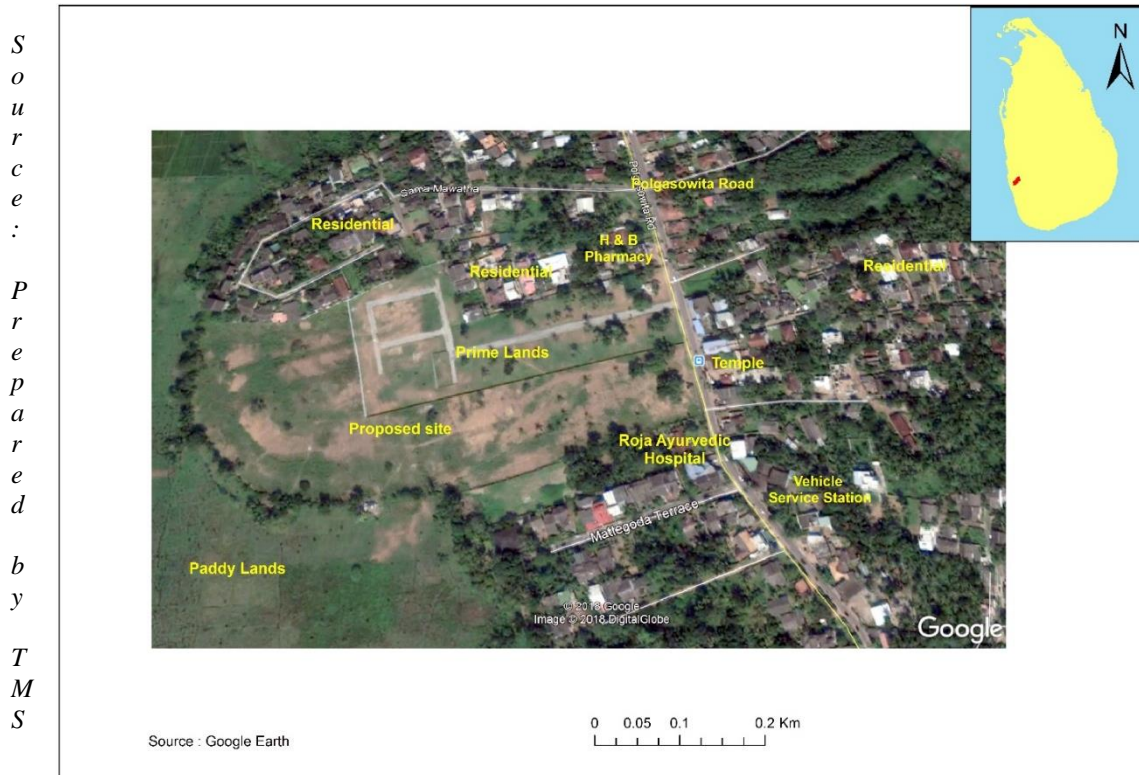 Source: Prepared by TMS
N
Polgasowita Road
Polgasowita Rd
Sama Mawatha
Residential
H & B
Pharmacy
Residential
Residential
Prime Lands
Temple
Proposed site
Roja Ayurvedic
Hospital
Vehicle
Service Station
Mattegoda Terrace
Paddy Lands
© 2018 Google
Image © 2018 DigitalGlobe
Google
0 0.05 0.1 0.2 Km
Source : Google Earth